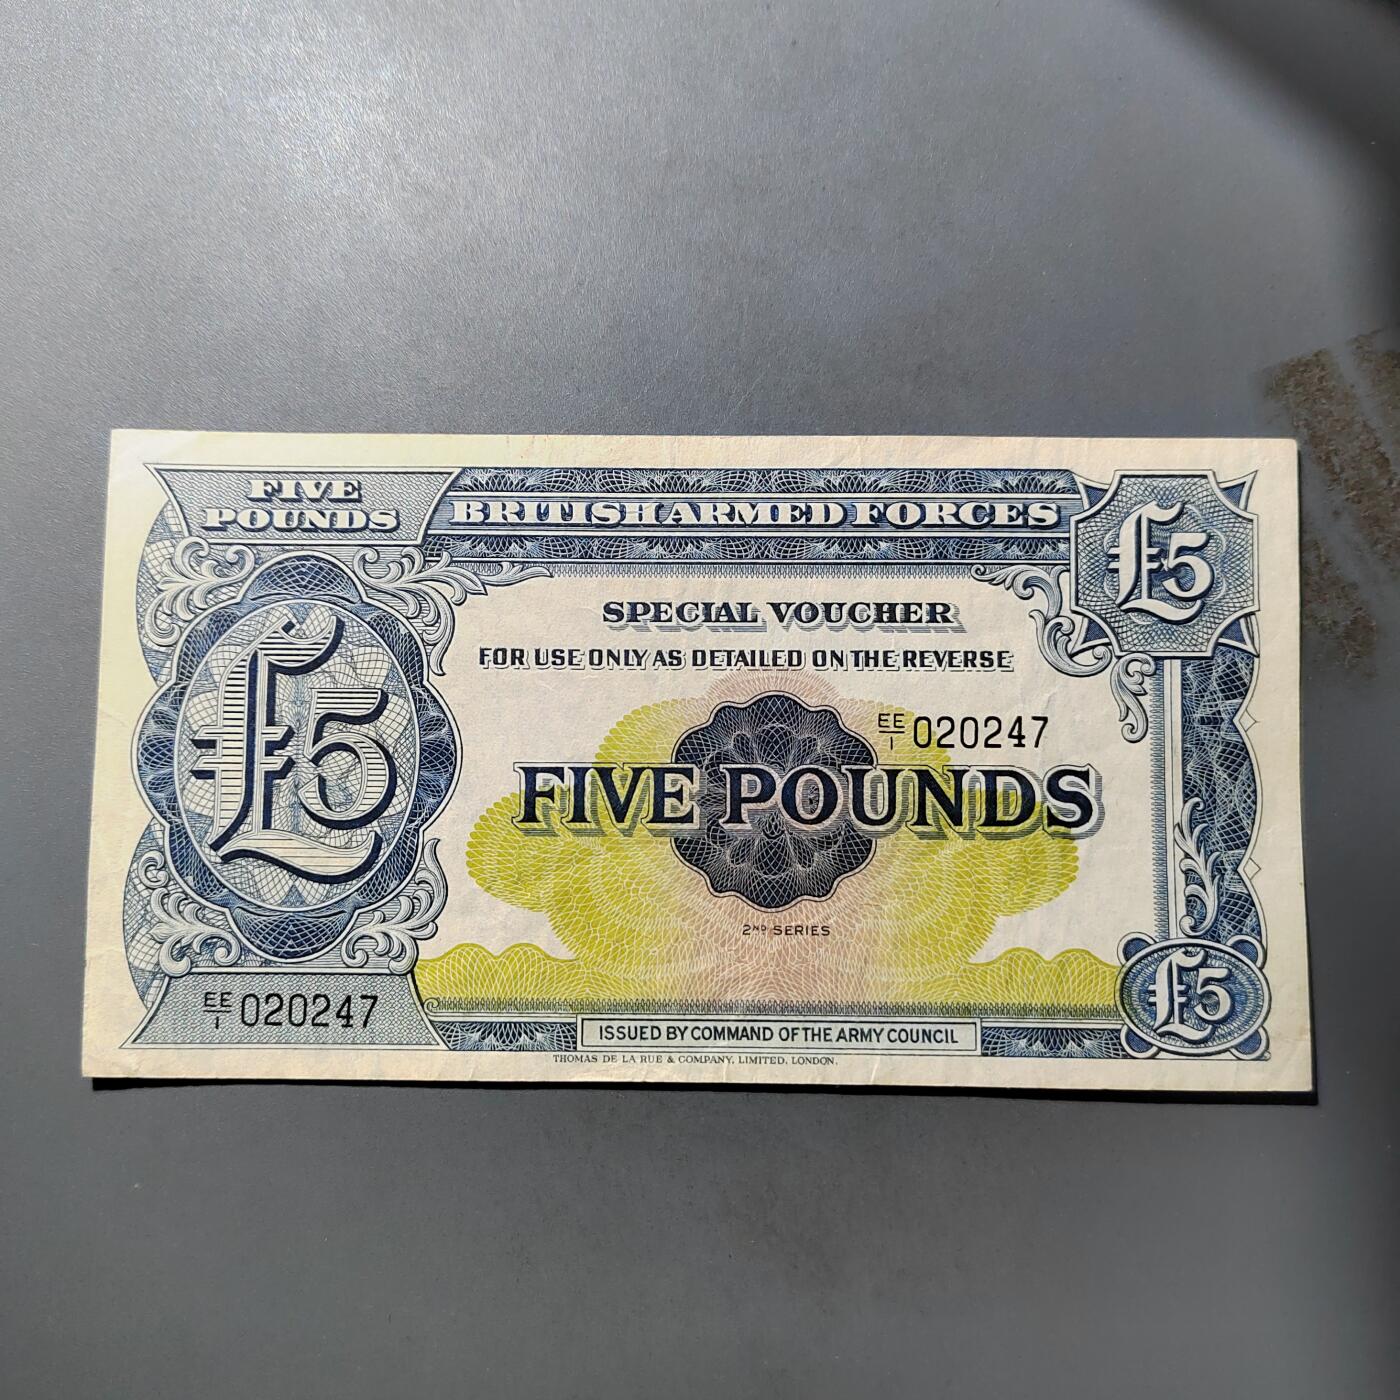 FIVE
POUNDS
BRITISH ARMED FORCES
£5
SPECIAL VOUCHER
FOR USE ONLY AS DETAILED ON THE REVERSE
£5
EE/1 020247
FIVE POUNDS
2ND SERIES
EE/1 020247
£5
ISSUED BY COMMAND OF THE ARMY COUNCIL
THOMAS DE LA RUE & COMPANY, LIMITED, LONDON.